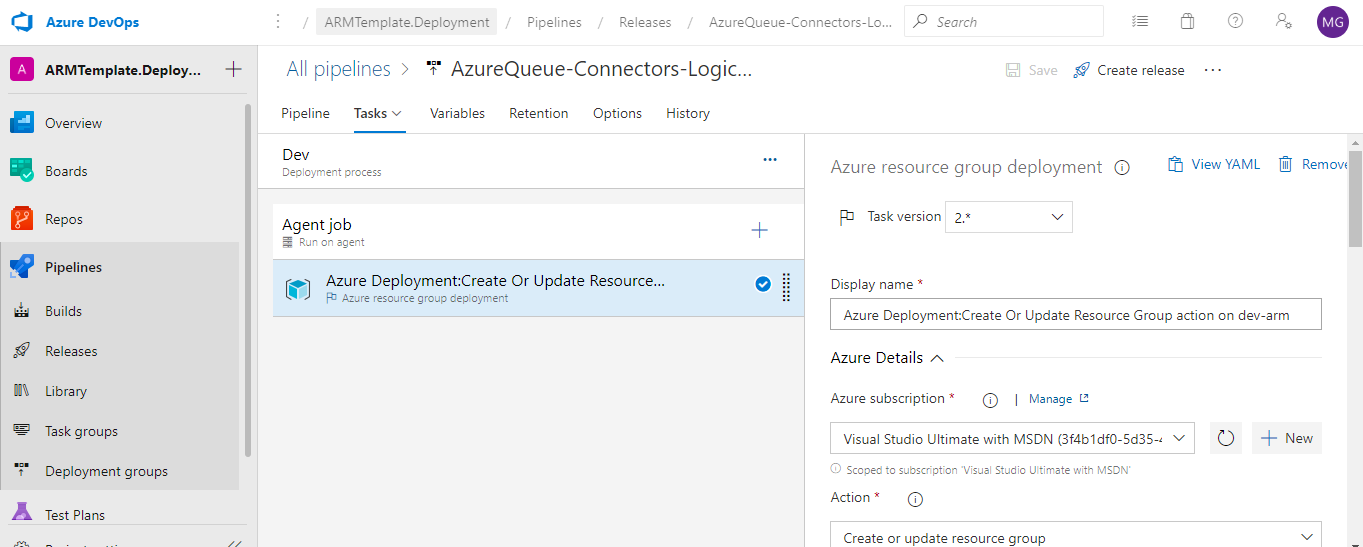 Azure DevOps
/ ARMTemplate.Deployment / Pipelines / Releases / AzureQueue-Connectors-Lo...
Search
MG
A ARMTemplate.Deploy...
Overview
Boards
Repos
Pipelines
Builds
Releases
Library
Task groups
Deployment groups
Test Plans
All pipelines > AzureQueue-Connectors-Logic...
Save
Create release
...
Pipeline
Tasks
Variables
Retention
Options
History
Dev
Deployment process
Agent job
Run on agent
Azure Deployment:Create Or Update Resource...
Azure resource group deployment
Azure resource group deployment
View YAML
Remove
Task version
2.*
Display name *
Azure Deployment:Create Or Update Resource Group action on dev-arm
Azure Details
Azure subscription * | Manage
Visual Studio Ultimate with MSDN (3f4b1df0-5d35-4
New
Scoped to subscription 'Visual Studio Ultimate with MSDN'
Action *
Create or update resource group